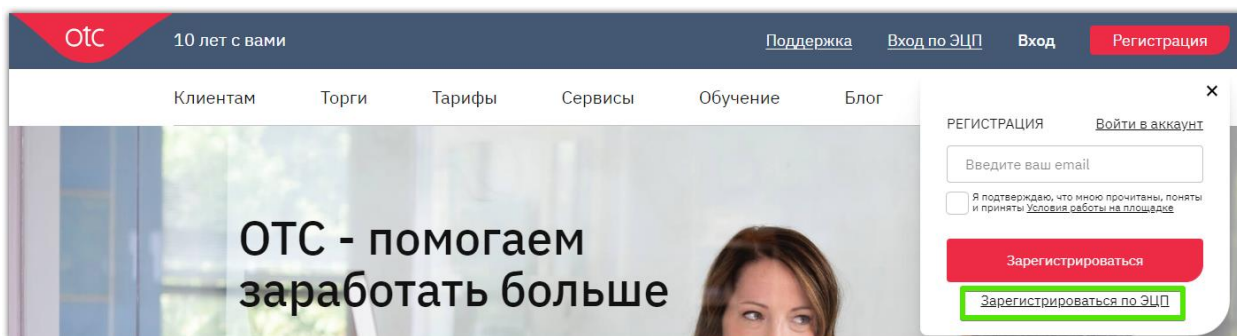 otc
10 лет с вами
Поддержка
Вход по ЭЦП
Вход
Регистрация
Клиентам
Торги
Тарифы
Сервисы
Обучение
Блог
РЕГИСТРАЦИЯ
Войти в аккаунт
Введите ваш email
Я подтверждаю, что мною прочитаны, поняты
и приняты Условия работы на площадке
Зарегистрироваться
Зарегистрироваться по ЭЦП
ОТС - помогаем
заработать больше